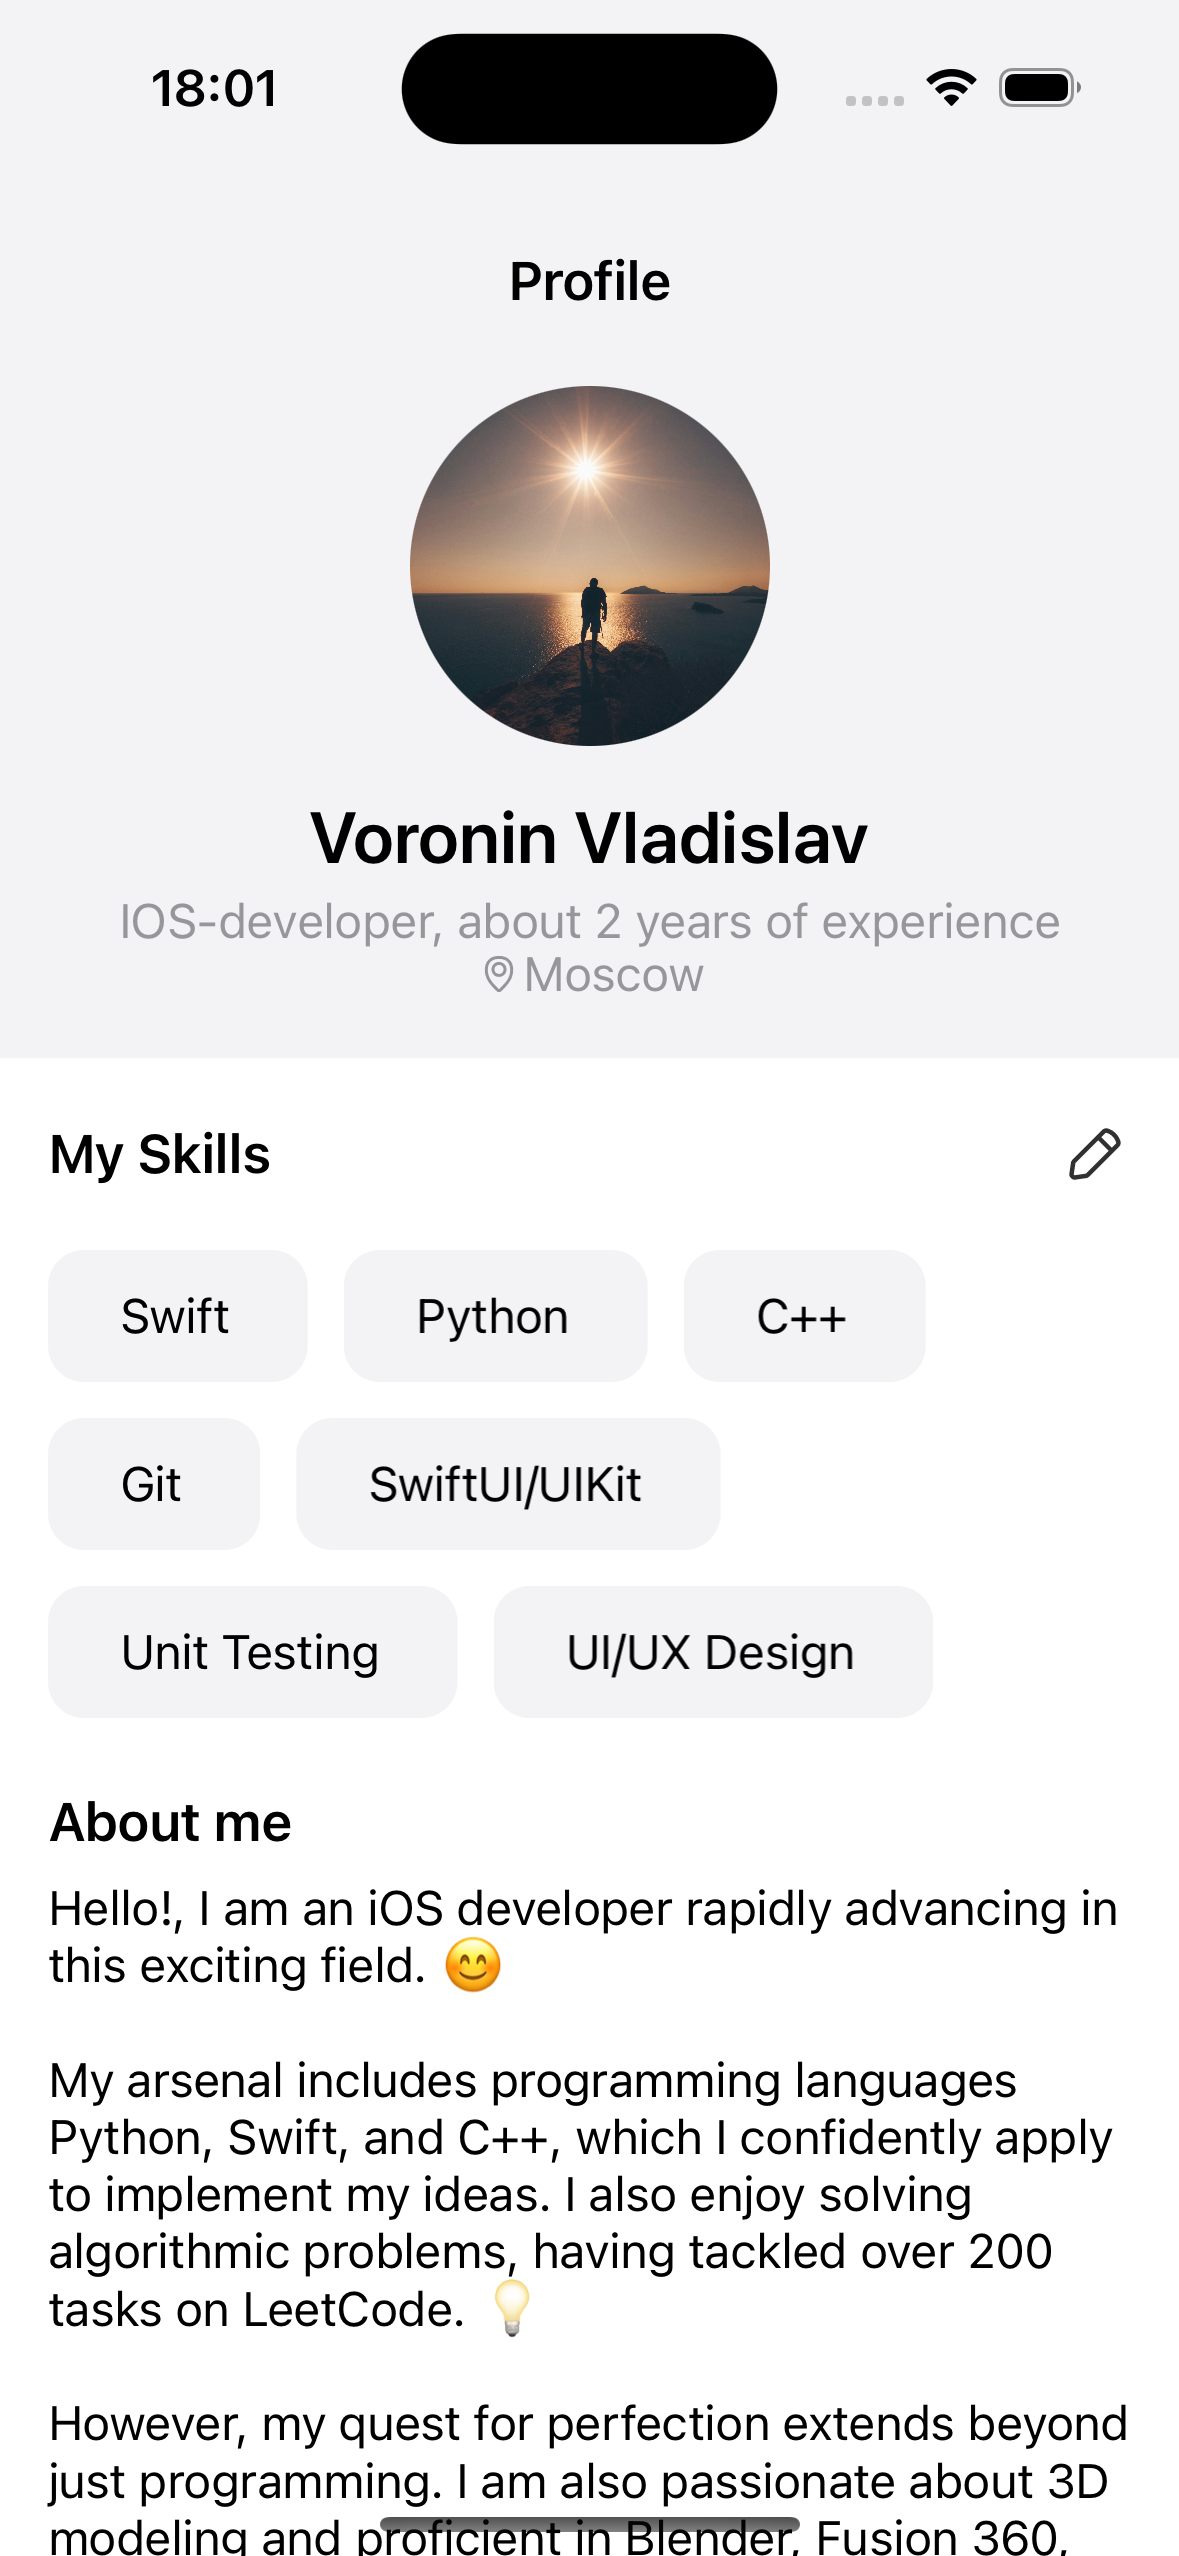 18:01
Profile
Voronin Vladislav
IOS-developer, about 2 years of experience
Moscow
My Skills
Swift
Python
C++
Git
SwiftUI/UIKit
Unit Testing
UI/UX Design
About me
Hello!, I am an iOS developer rapidly advancing in
this exciting field. 😊
My arsenal includes programming languages
Python, Swift, and C++, which I confidently apply
to implement my ideas. I also enjoy solving
algorithmic problems, having tackled over 200
tasks on LeetCode. 💡
However, my quest for perfection extends beyond
just programming. I am also passionate about 3D
modeling and proficient in Blender, Fusion 360,